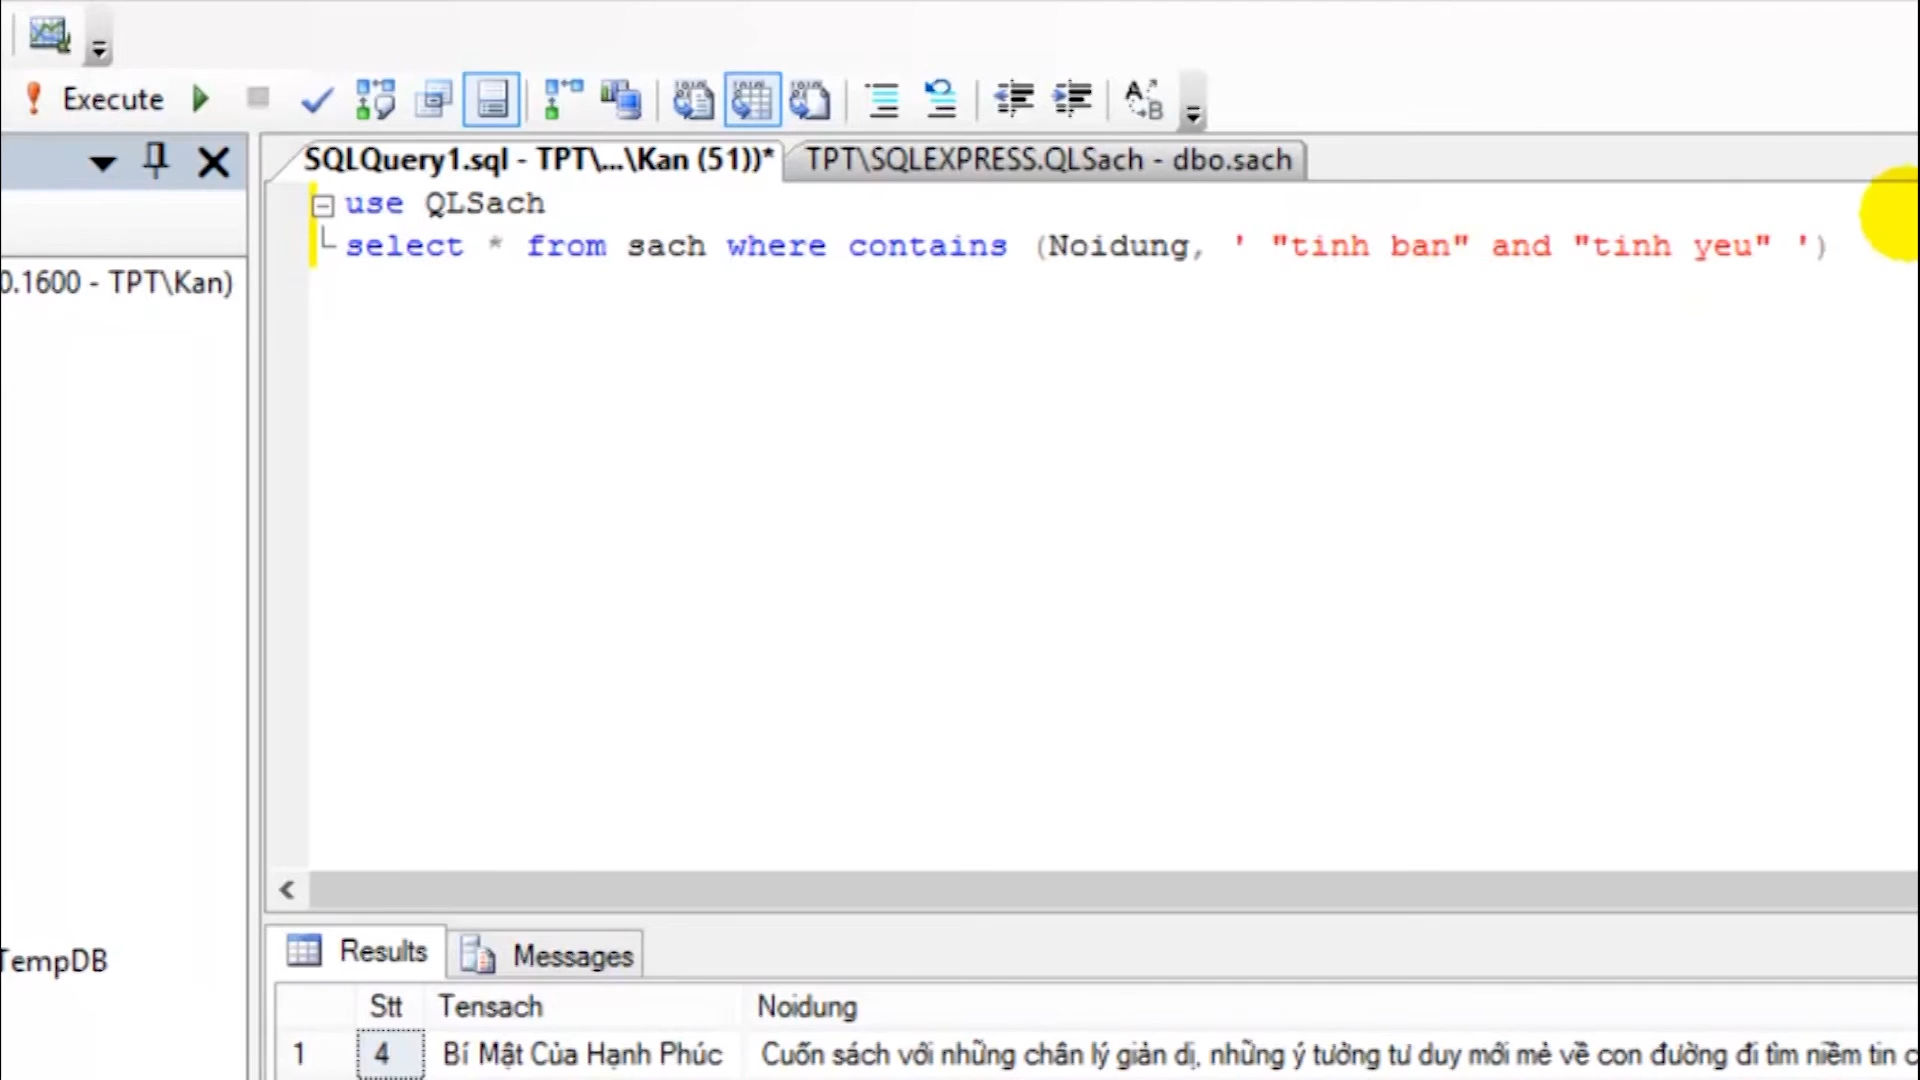 Execute
SQLQuery1.sql - TPT\...\Kan (51))*
TPT\SQLEXPRESS.QLSach - dbo.sach
use QLSach
select * from sach where contains (Noidung, ' "tinh ban" and "tinh yeu" ')
0.1600 - TPT\Kan)
TempDB
Results
Messages
Stt Tensach Noidung
1 4 Bí Mật Của Hạnh Phúc Cuốn sách với những chân lý giản dị, những ý tưởng tư duy mới mẻ về con đường đi tìm niềm tin c